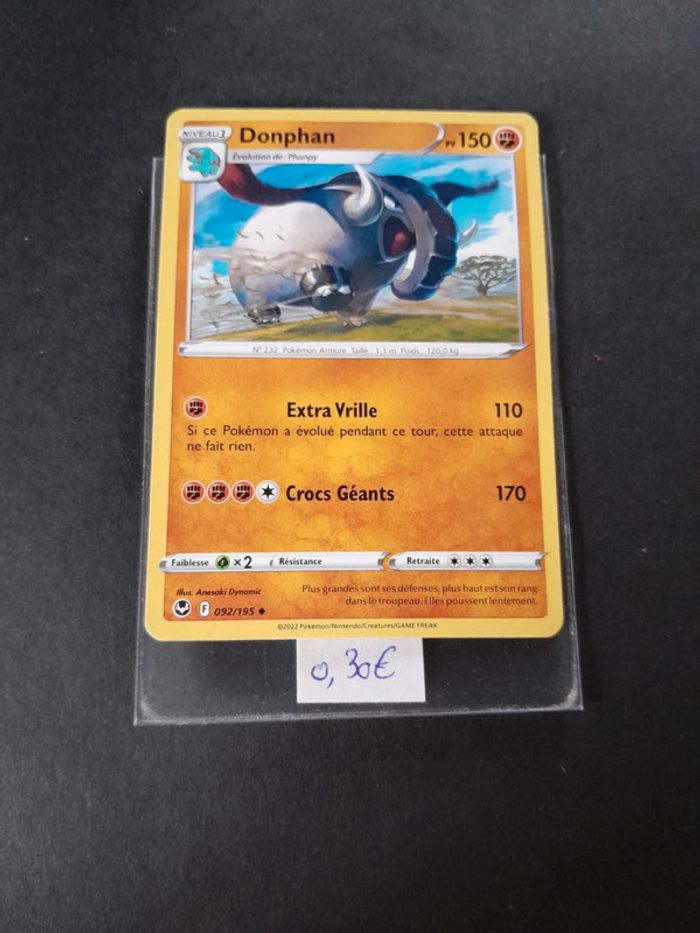 NIVEAU 1
Donphan
PV 150
Évolution de : Phanpy
N° 232 Pokémon Armure Taille : 1,1 m Poids : 120,0 kg
Extra Vrille 110
Si ce Pokémon a évolué pendant ce tour, cette attaque
ne fait rien.
Crocs Géants 170
Faiblesse ×2 Résistance Retraite
Illus. Anesaki Dynamic
Plus grandes sont ses défenses, plus haut est son rang
dans le troupeau. Elles poussent lentement.
F 092/195
©2022 Pokémon/Nintendo/Creatures/GAME FREAK
0,30€